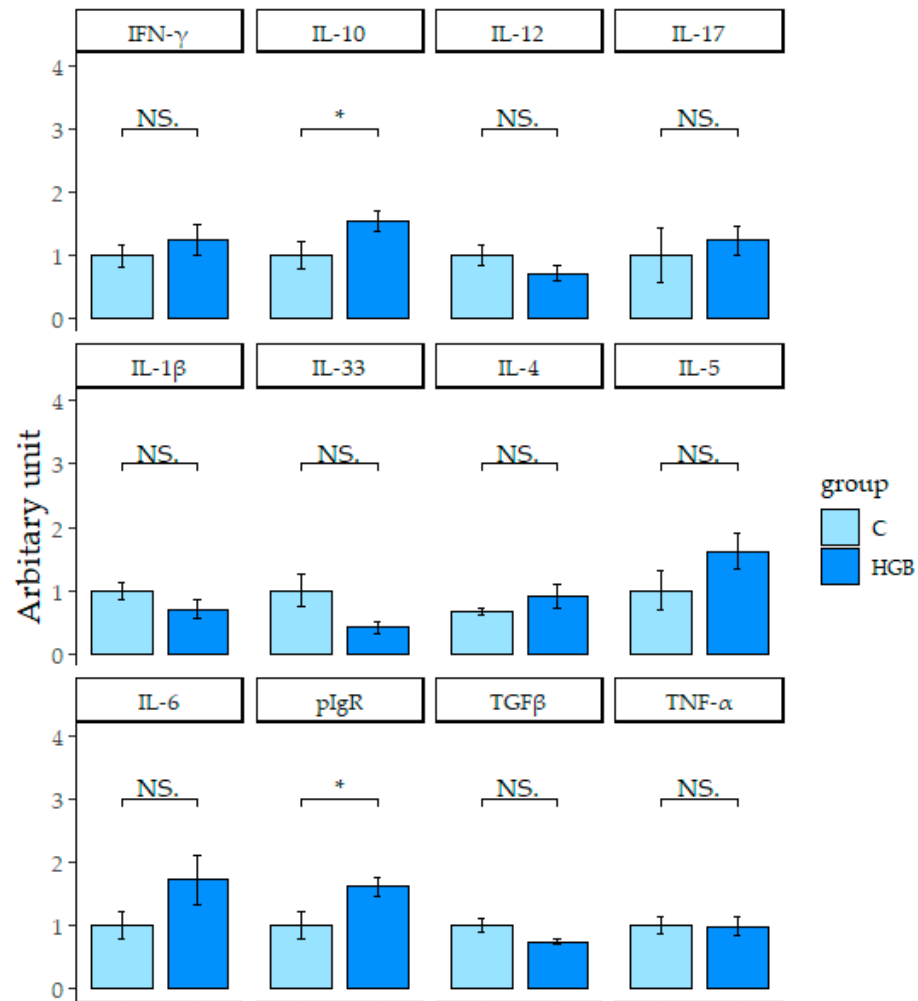 IFN-γ IL-10 IL-12 IL-17
4
3
2
1
0
NS. * NS. NS.
IL-1β IL-33 IL-4 IL-5
4
3
2
1
0
NS. NS. NS. NS.
IL-6 pIgR TGFβ TNF-α
4
3
2
1
0
NS. * NS. NS.
Arbitary unit
group
C
HGB